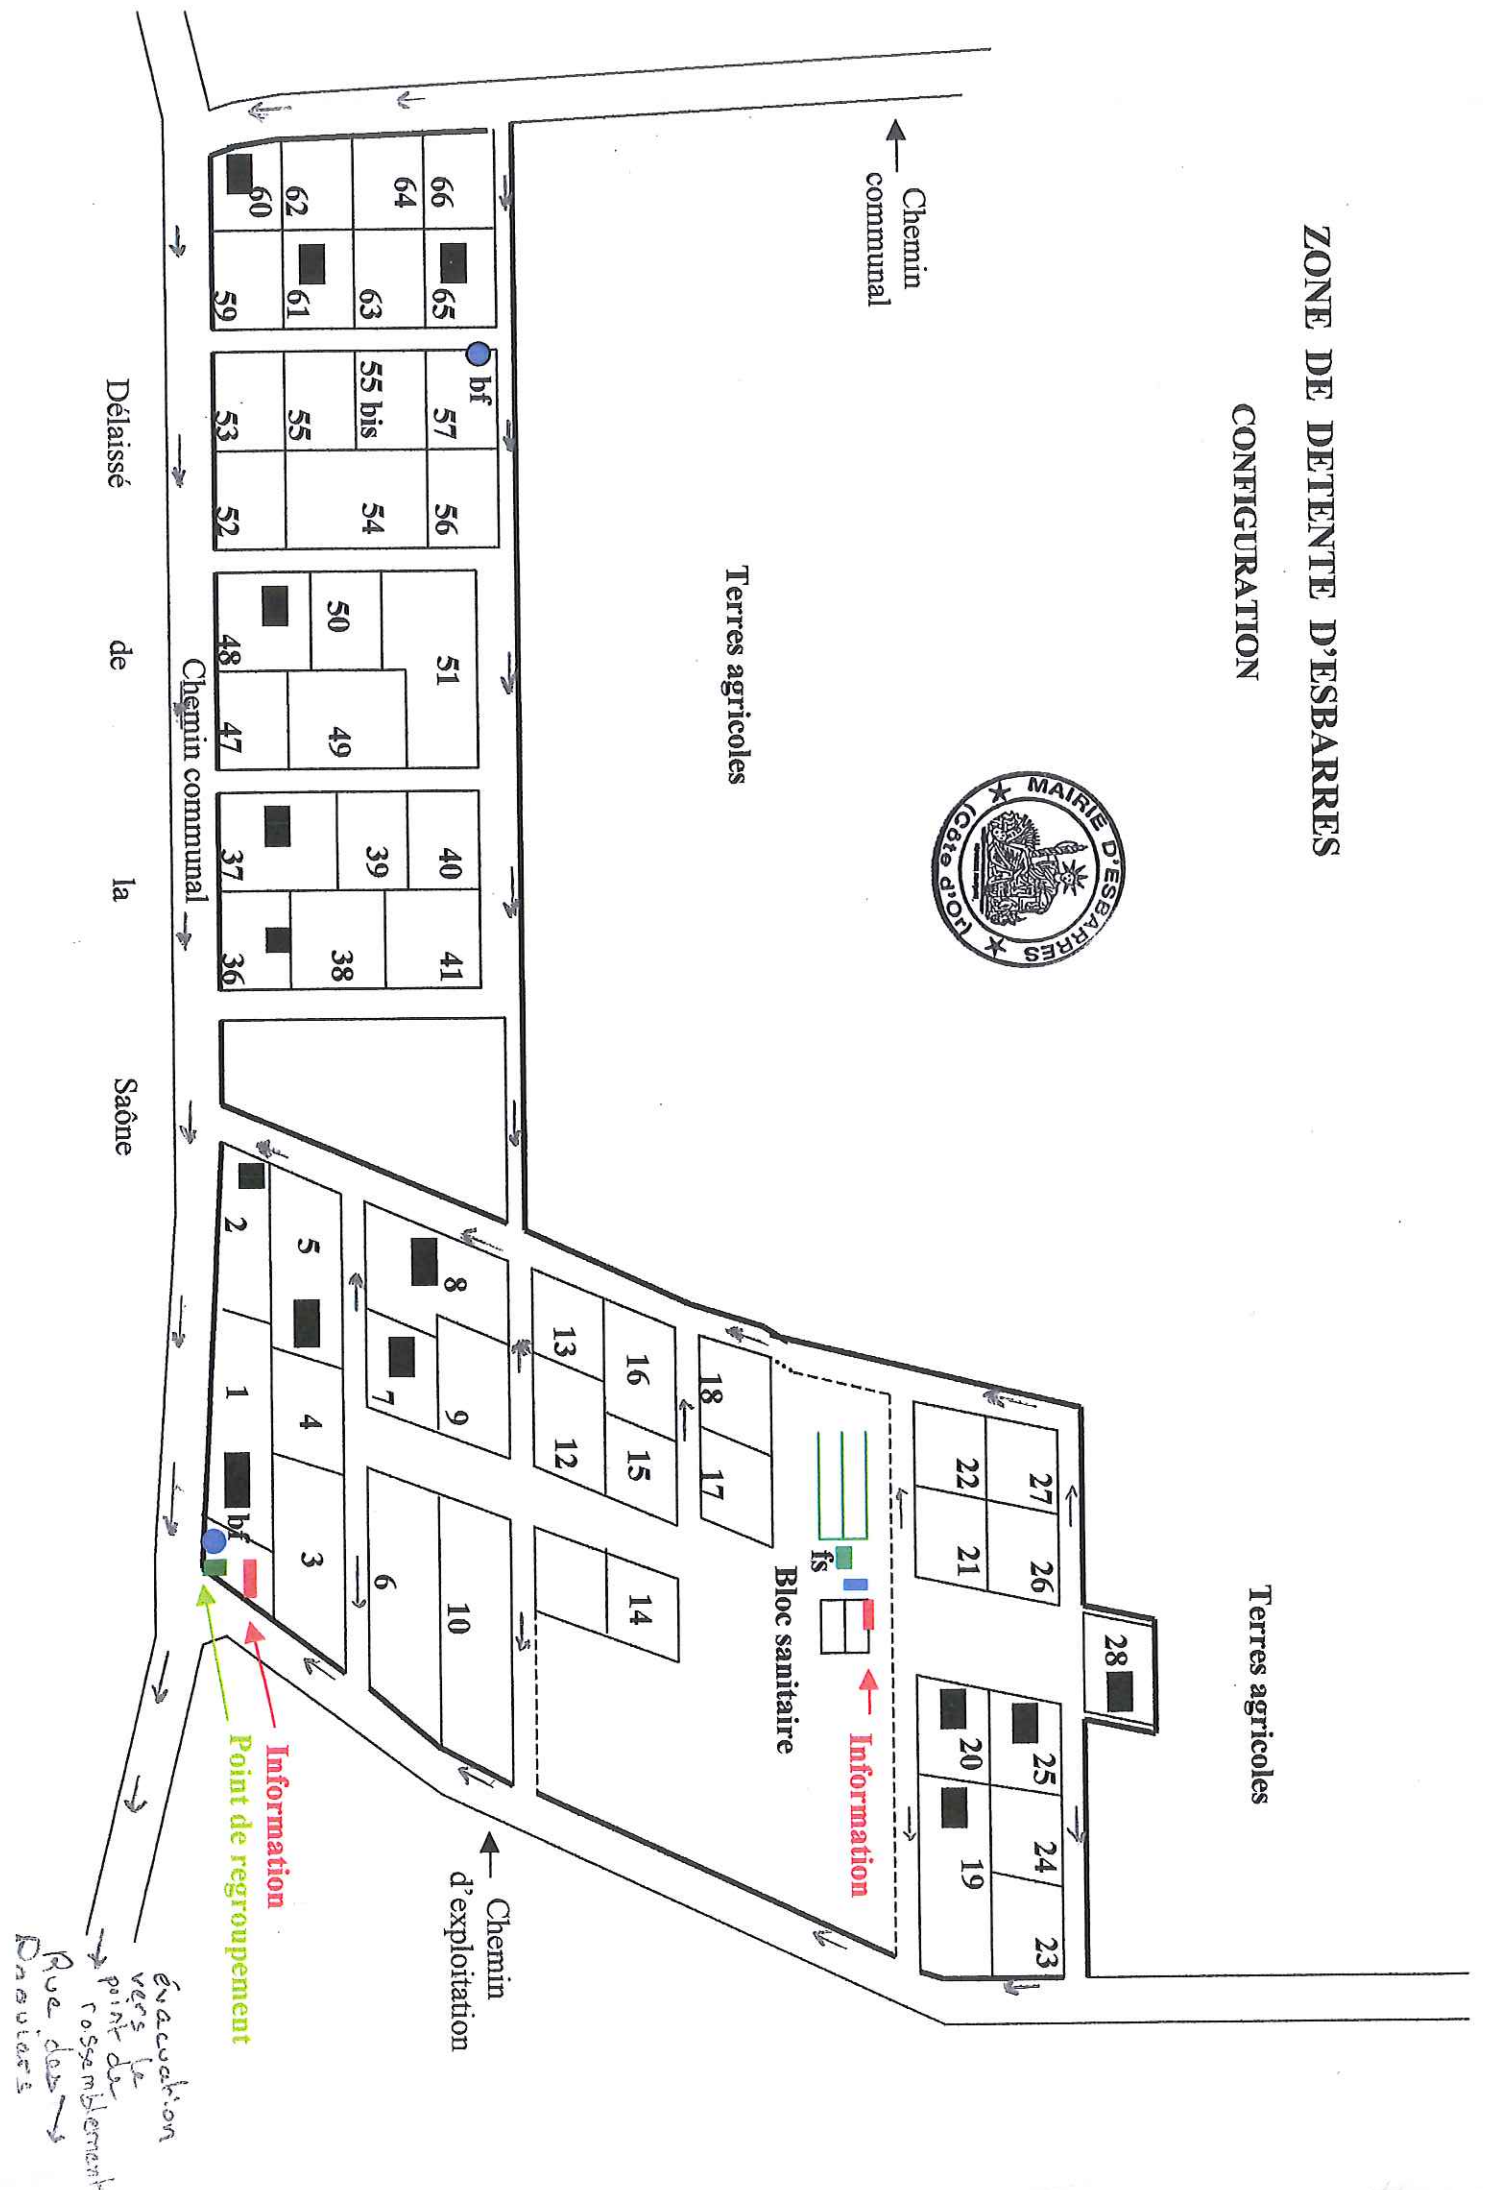 ZONE DE DETENTE D'ESBARRES
CONFIGURATION
MAIRIE D'ESBARRES
(Côte d'Or)
Chemin
communal
Terres agricoles
Terres agricoles
28
27
26
25
24
23
22
21
20
19
Information
fs
Bloc sanitaire
18
17
16
15
14
13
12
8
9
10
7
6
5
4
3
2
1
bf
66
65
64
63
62
61
60
59
bf
57
56
55 bis
54
55
53
52
51
50
49
48
47
40
41
39
38
37
36
Chemin communal
Chemin
d'exploitation
Information
Point de regroupement
Délaissé de la Saône
évacuation
vers le
point de
rassemblement
Rue des